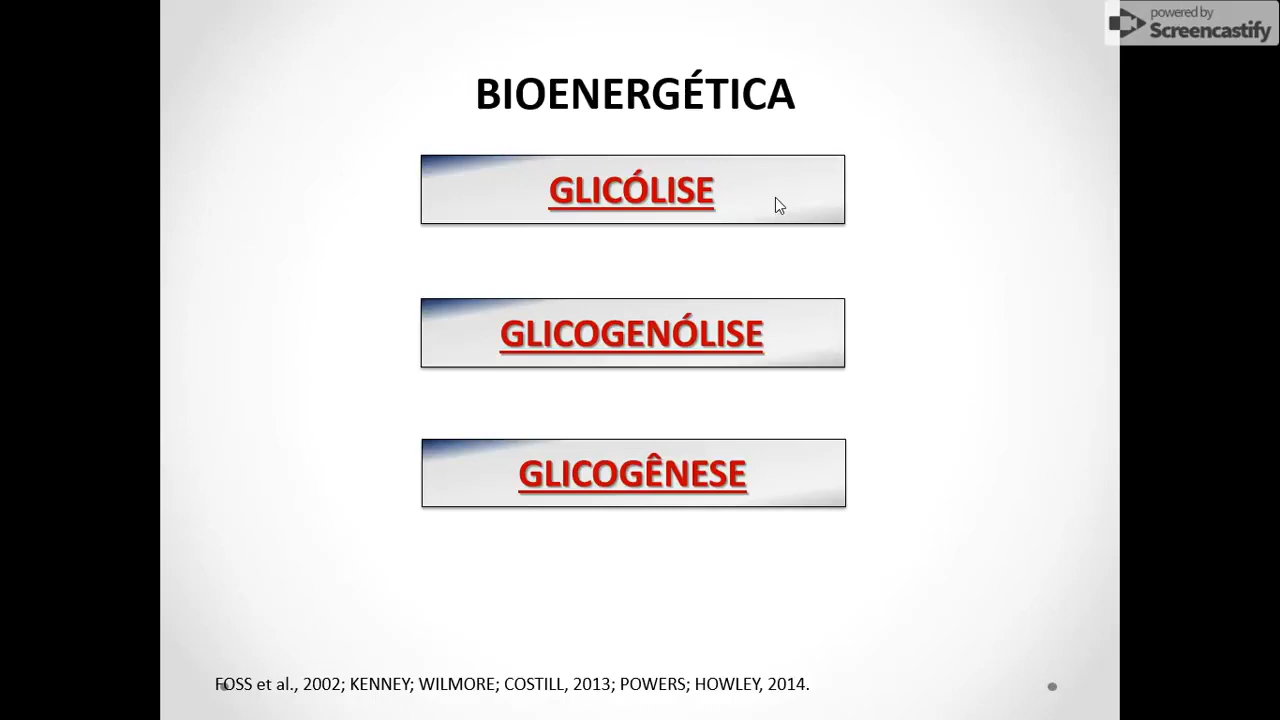 powered by
Screencastify
BIOENERGÉTICA
GLICÓLISE
GLICOGENÓLISE
GLICOGÊNESE
FOSS et al., 2002; KENNEY; WILMORE; COSTILL, 2013; POWERS; HOWLEY, 2014.